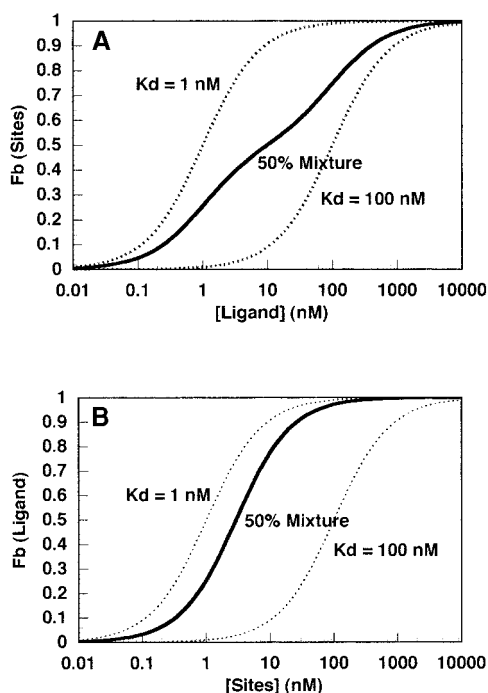 A
1
0.9
0.8
0.7
0.6
0.5
0.4
0.3
0.2
0.1
0
Fb (Sites)
Kd = 1 nM
50% Mixture
Kd = 100 nM
0.01 0.1 1 10 100 1000 10000
[Ligand] (nM)
B
1
0.9
0.8
0.7
0.6
0.5
0.4
0.3
0.2
0.1
0
Fb (Ligand)
Kd = 1 nM
50% Mixture
Kd = 100 nM
0.01 0.1 1 10 100 1000 10000
[Sites] (nM)